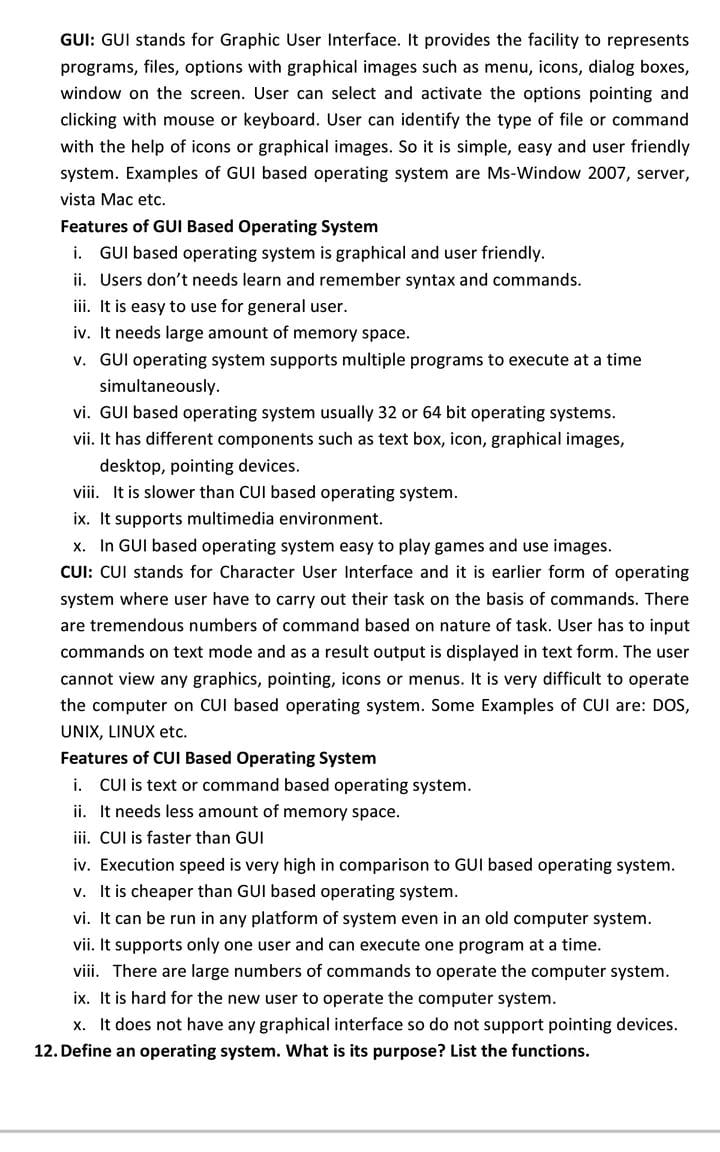 GUI: GUI stands for Graphic User Interface. It provides the facility to represents
programs, files, options with graphical images such as menu, icons, dialog boxes,
window on the screen. User can select and activate the options pointing and
clicking with mouse or keyboard. User can identify the type of file or command
with the help of icons or graphical images. So it is simple, easy and user friendly
system. Examples of GUI based operating system are Ms-Window 2007, server,
vista Mac etc.
Features of GUI Based Operating System
i. GUI based operating system is graphical and user friendly.
ii. Users don't needs learn and remember syntax and commands.
iii. It is easy to use for general user.
iv. It needs large amount of memory space.
v. GUI operating system supports multiple programs to execute at a time
simultaneously.
vi. GUI based operating system usually 32 or 64 bit operating systems.
vii. It has different components such as text box, icon, graphical images,
desktop, pointing devices.
viii. It is slower than CUI based operating system.
ix. It supports multimedia environment.
x. In GUI based operating system easy to play games and use images.
CUI: CUI stands for Character User Interface and it is earlier form of operating
system where user have to carry out their task on the basis of commands. There
are tremendous numbers of command based on nature of task. User has to input
commands on text mode and as a result output is displayed in text form. The user
cannot view any graphics, pointing, icons or menus. It is very difficult to operate
the computer on CUI based operating system. Some Examples of CUI are: DOS,
UNIX, LINUX etc.
Features of CUI Based Operating System
i. CUI is text or command based operating system.
ii. It needs less amount of memory space.
iii. CUI is faster than GUI
iv. Execution speed is very high in comparison to GUI based operating system.
v. It is cheaper than GUI based operating system.
vi. It can be run in any platform of system even in an old computer system.
vii. It supports only one user and can execute one program at a time.
viii. There are large numbers of commands to operate the computer system.
ix. It is hard for the new user to operate the computer system.
x. It does not have any graphical interface so do not support pointing devices.
12. Define an operating system. What is its purpose? List the functions.